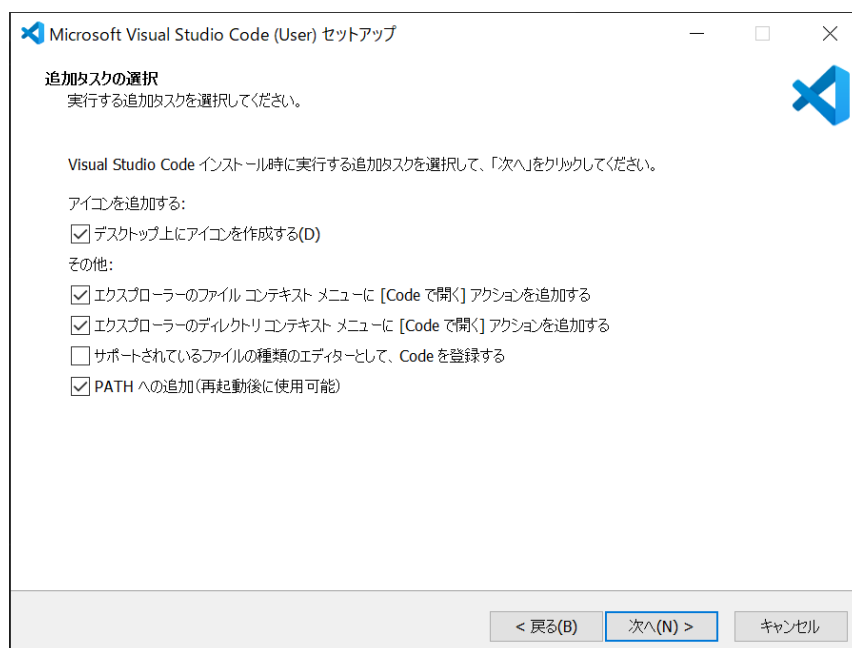 Microsoft Visual Studio Code (User) セットアップ
追加タスクの選択
実行する追加タスクを選択してください。
Visual Studio Code インストール時に実行する追加タスクを選択して、「次へ」をクリックしてください。
アイコンを追加する:
デスクトップ上にアイコンを作成する(D)
その他:
エクスプローラーのファイル コンテキスト メニューに [Code で開く] アクションを追加する
エクスプローラーのディレクトリ コンテキスト メニューに [Code で開く] アクションを追加する
サポートされているファイルの種類のエディターとして、Code を登録する
PATH への追加（再起動後に使用可能）
< 戻る(B) 次へ(N) > キャンセル